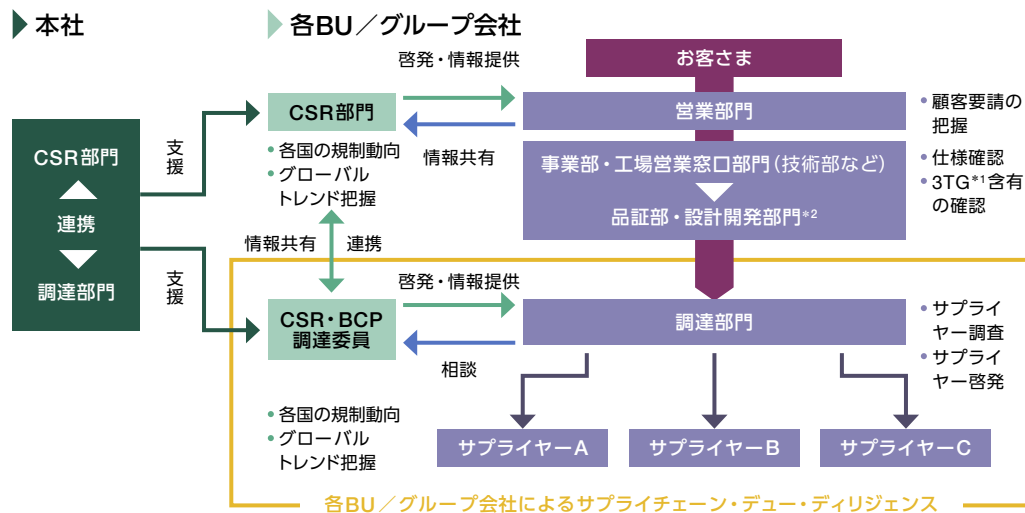 本社
各BU／グループ会社
CSR部門
連携
調達部門
支援
支援
CSR部門
• 各国の規制動向
• グローバル
トレンド把握
啓発・情報提供
情報共有
お客さま
営業部門
事業部・工場営業窓口部門（技術部など）
品証部・設計開発部門*2
• 顧客要請の
把握
• 仕様確認
• 3TG*1含有
の確認
情報共有
連携
CSR・BCP
調達委員
• 各国の規制動向
• グローバル
トレンド把握
啓発・情報提供
相談
調達部門
• サプライ
ヤー調査
• サプライ
ヤー啓発
サプライヤーA
サプライヤーB
サプライヤーC
各BU／グループ会社によるサプライチェーン・デュー・ディリジェンス